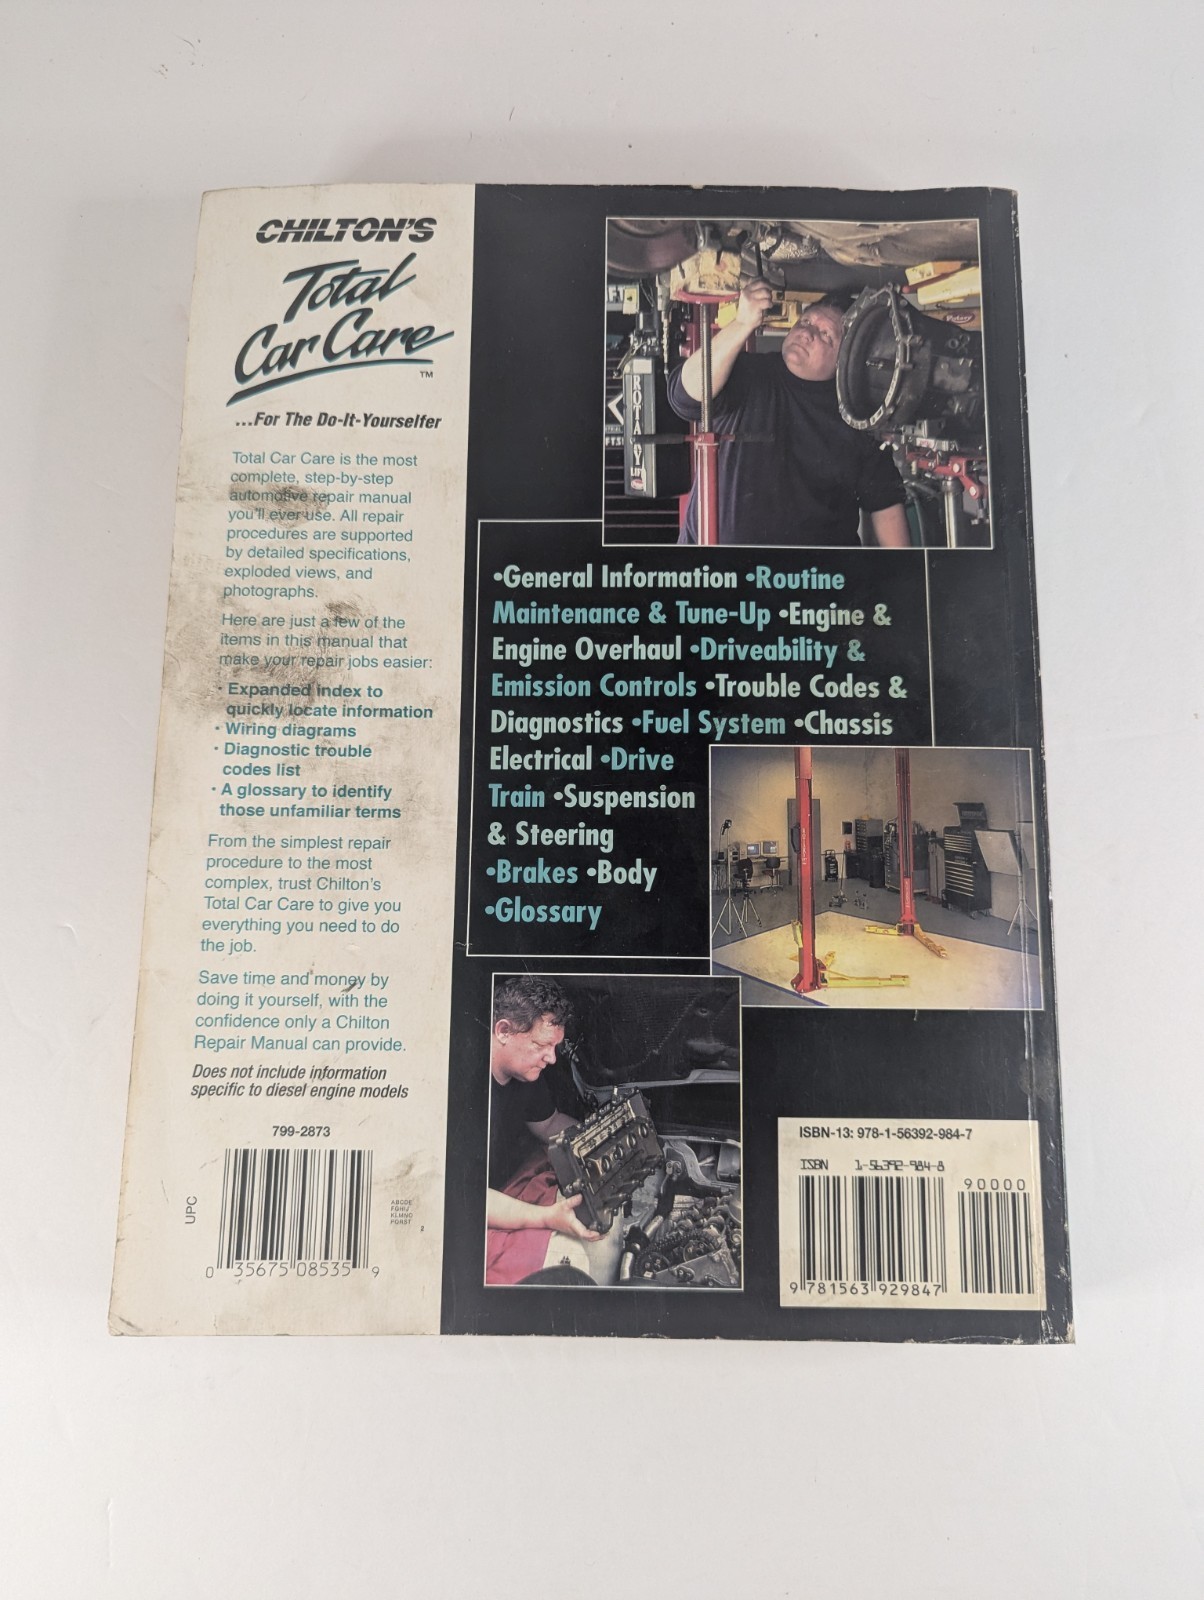 CHILTON'S
Total
Car Care
™
...For The Do-It-Yourselfer
Total Car Care is the most
complete, step-by-step
automotive repair manual
you'll ever use. All repair
procedures are supported
by detailed specifications,
exploded views, and
photographs.
Here are just a few of the
items in this manual that
make your repair jobs easier:
• Expanded index to
quickly locate information
• Wiring diagrams
• Diagnostic trouble
codes list
• A glossary to identify
those unfamiliar terms
From the simplest repair
procedure to the most
complex, trust Chilton's
Total Car Care to give you
everything you need to do
the job.
Save time and money by
doing it yourself, with the
confidence only a Chilton
Repair Manual can provide.
Does not include information
specific to diesel engine models
799-2873
UPC
ABCDE
FGHIJ
KLMNO
PQRST
2
0 35675 08535 9
ROTARY
LIFT
•General Information •Routine
Maintenance & Tune-Up •Engine &
Engine Overhaul •Driveability &
Emission Controls •Trouble Codes &
Diagnostics •Fuel System •Chassis
Electrical •Drive
Train •Suspension
& Steering
•Brakes •Body
•Glossary
ISBN-13: 978-1-56392-984-7
ISBN 1-56392-984-8
90000
9 781563 929847